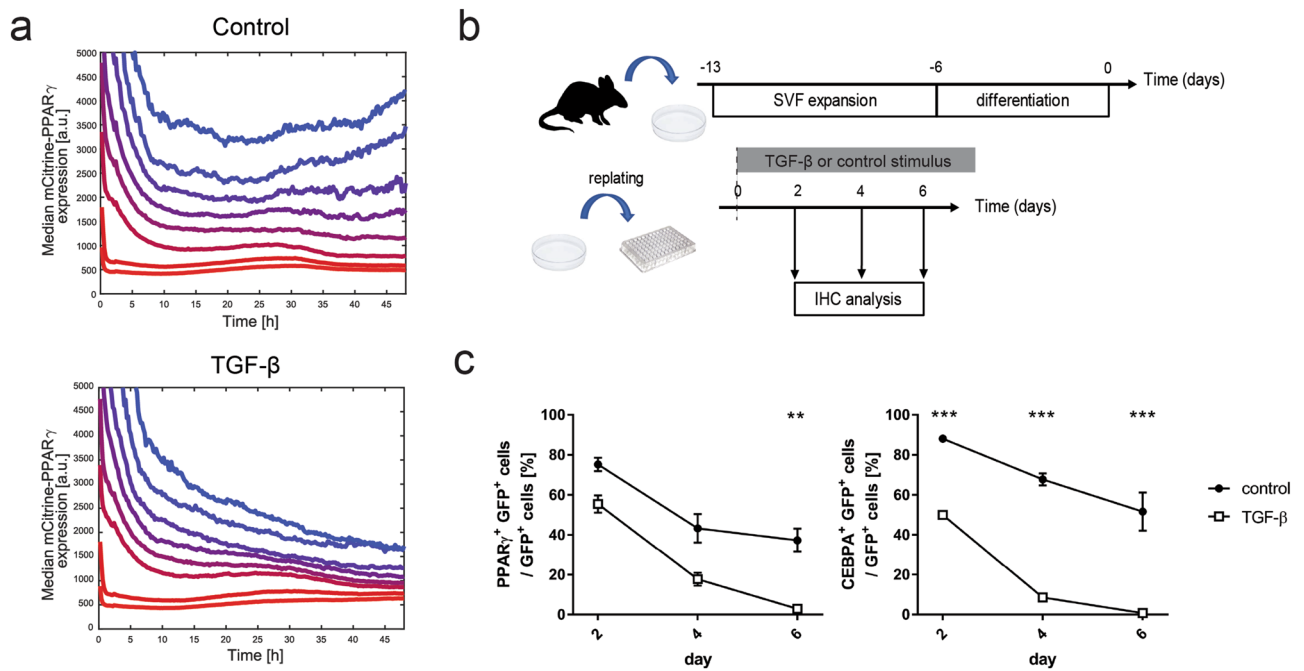 a
Control
Median mCitrine-PPARγ
expression [a.u.]
5000
4500
4000
3500
3000
2500
2000
1500
1000
500
0
0 5 10 15 20 25 30 35 40 45
Time [h]
TGF-β
Median mCitrine-PPARγ
expression [a.u.]
5000
4500
4000
3500
3000
2500
2000
1500
1000
500
0
0 5 10 15 20 25 30 35 40 45
Time [h]
b
-13 -6 0
Time (days)
SVF expansion differentiation
TGF-β or control stimulus
replating
0 2 4 6
Time (days)
IHC analysis
c
PPARγ+ GFP+ cells
/ GFP+ cells [%]
100
80
60
40
20
0
**
2 4 6
day
CEBPA+ GFP+ cells
/ GFP+ cells [%]
100
80
60
40
20
0
*** *** ***
2 4 6
day
control
TGF-β